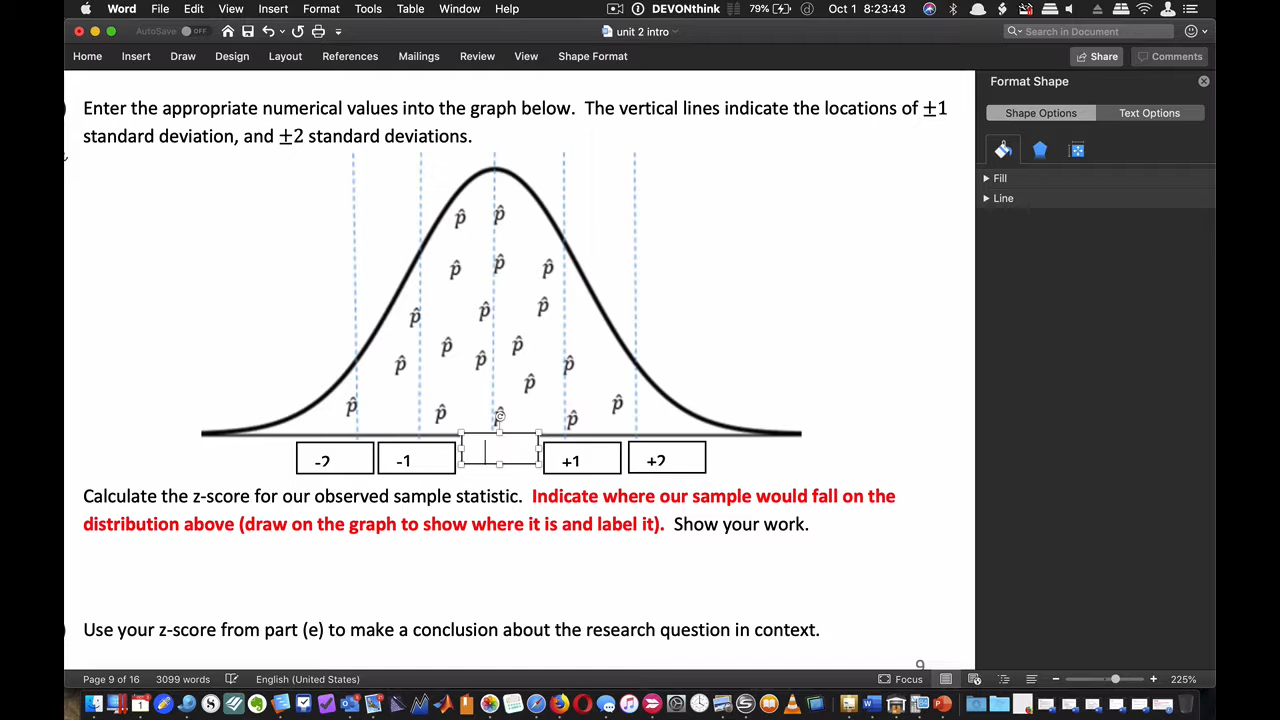 Word File Edit View Insert Format Tools Table Window Help DEVONthink 79% Oct 1 8:23:43
AutoSave OFF unit 2 intro Search in Document
Home Insert Draw Design Layout References Mailings Review View Shape Format Share Comments
Format Shape
Shape Options Text Options
Fill
Line
Enter the appropriate numerical values into the graph below. The vertical lines indicate the locations of ±1
standard deviation, and ±2 standard deviations.
p̂ p̂
p̂ p̂ p̂
p̂ p̂ p̂
p̂ p̂ p̂
p̂ p̂ p̂
p̂ p̂ p̂ p̂ p̂
-2 -1 +1 +2
Calculate the z-score for our observed sample statistic. Indicate where our sample would fall on the
distribution above (draw on the graph to show where it is and label it). Show your work.
Use your z-score from part (e) to make a conclusion about the research question in context.
9
Page 9 of 16 3099 words English (United States) Focus 225%